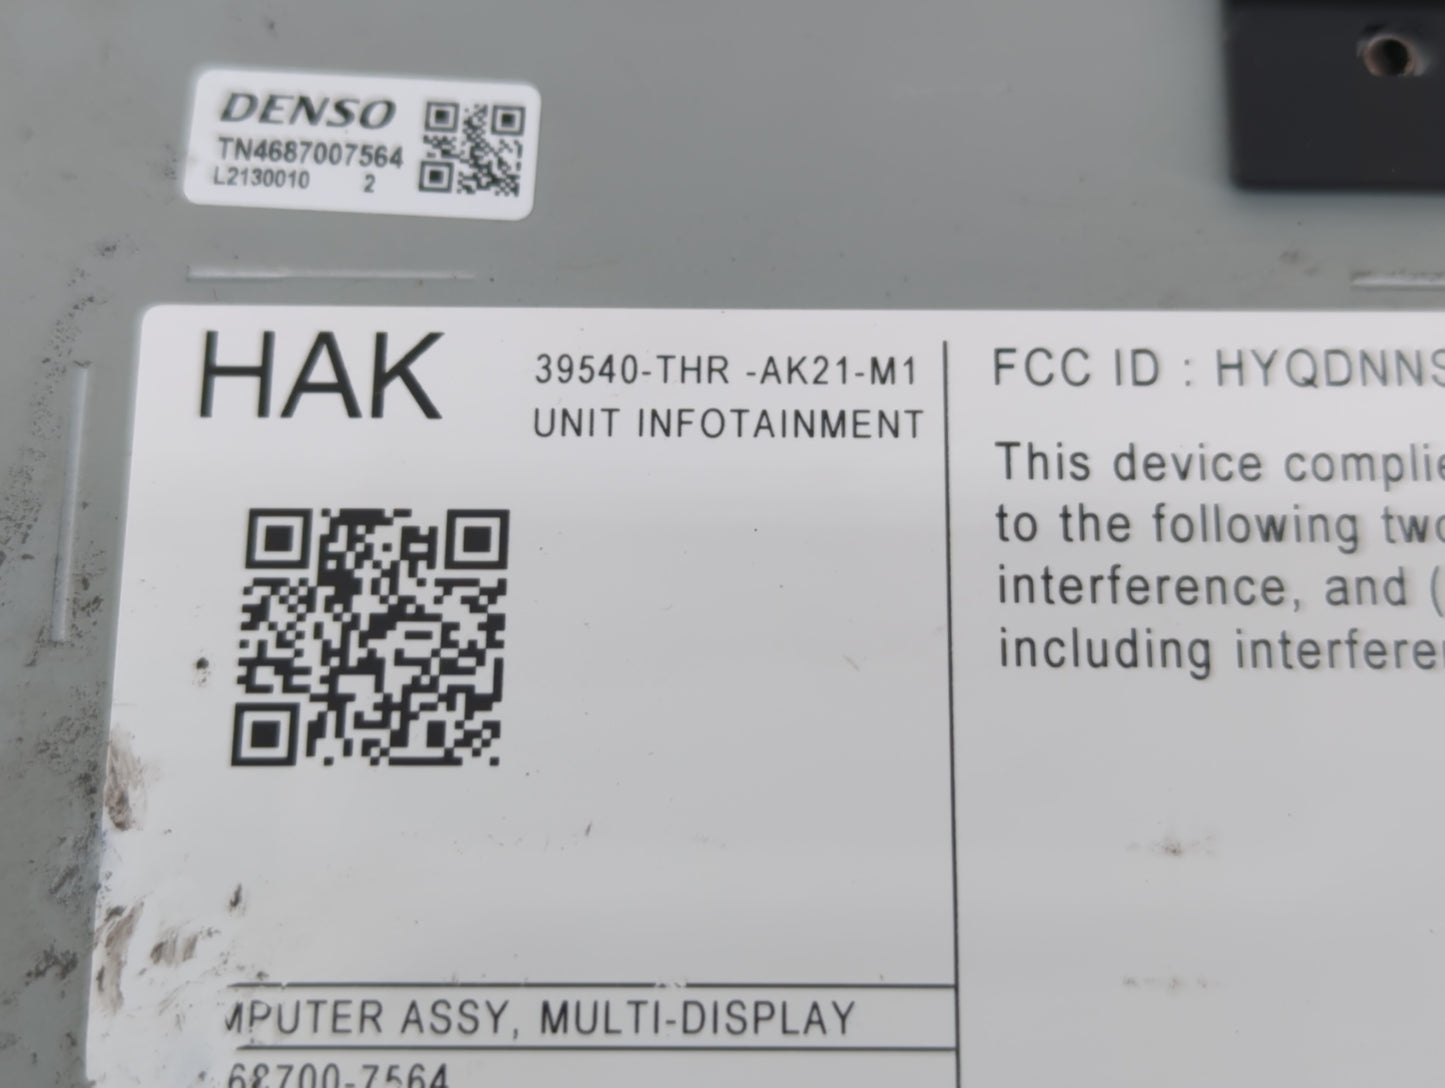 DENSO
TN4687007564
L2130010 2
HAK
39540-THR -AK21-M1
UNIT INFOTAINMENT
FCC ID : HYQDNNS
This device complie
to the following two
interference, and (
including interferer
MPUTER ASSY, MULTI-DISPLAY
68700-7564